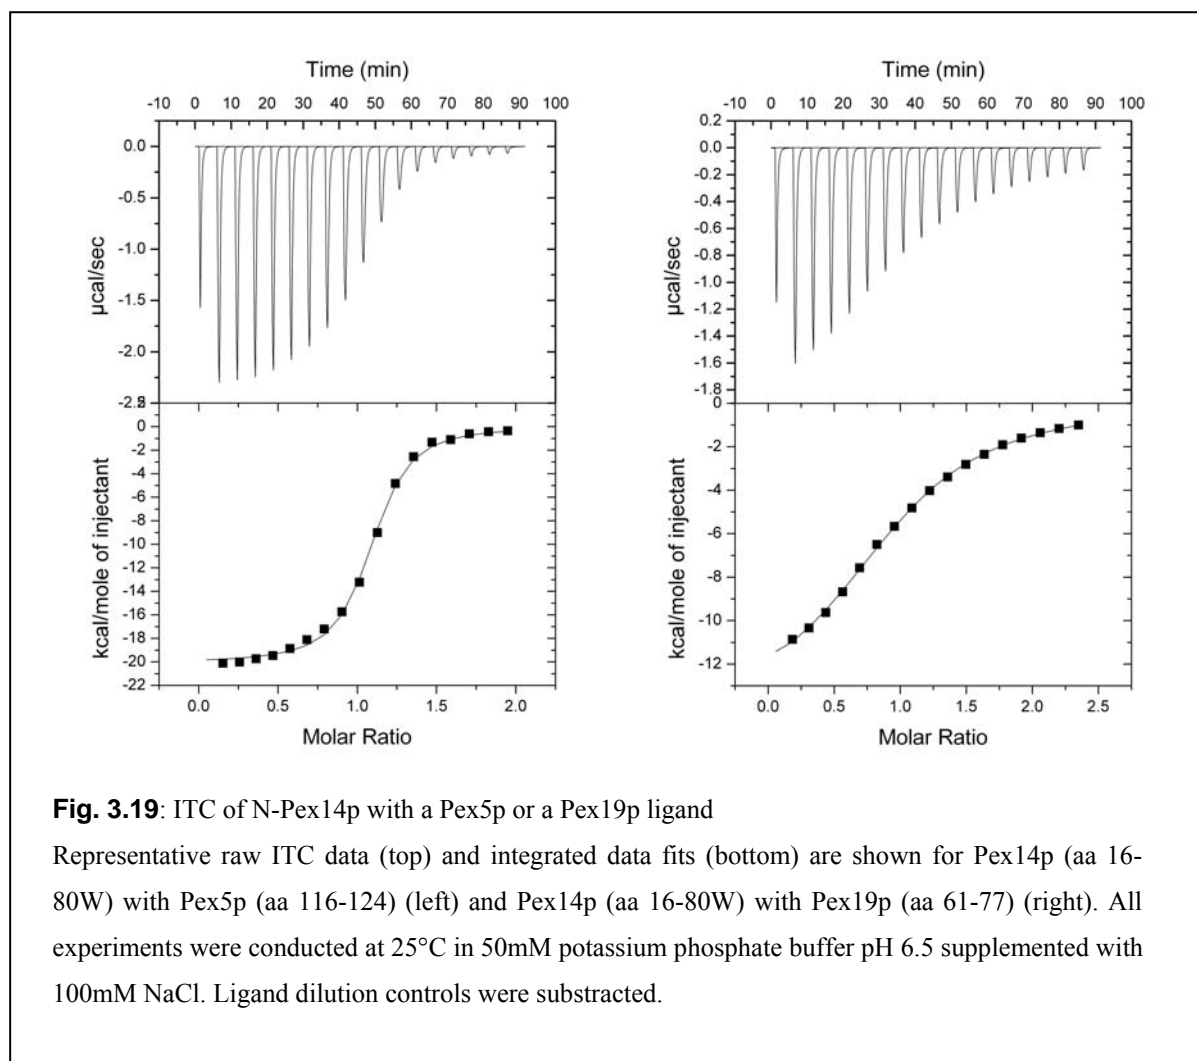 Time (min)
-10 0 10 20 30 40 50 60 70 80 90 100
0.0
-0.5
-1.0
-1.5
-2.0
-2.5
µcal/sec
2
0
-2
-4
-6
-8
-10
-12
-14
-16
-18
-20
-22
kcal/mole of injectant
0.0 0.5 1.0 1.5 2.0
Molar Ratio
Time (min)
-10 0 10 20 30 40 50 60 70 80 90 100
0.2
0.0
-0.2
-0.4
-0.6
-0.8
-1.0
-1.2
-1.4
-1.6
-1.8
µcal/sec
0
-2
-4
-6
-8
-10
-12
kcal/mole of injectant
0.0 0.5 1.0 1.5 2.0 2.5
Molar Ratio
Fig. 3.19: ITC of N-Pex14p with a Pex5p or a Pex19p ligand
Representative raw ITC data (top) and integrated data fits (bottom) are shown for Pex14p (aa 16-
80W) with Pex5p (aa 116-124) (left) and Pex14p (aa 16-80W) with Pex19p (aa 61-77) (right). All
experiments were conducted at 25°C in 50mM potassium phosphate buffer pH 6.5 supplemented with
100mM NaCl. Ligand dilution controls were substracted.